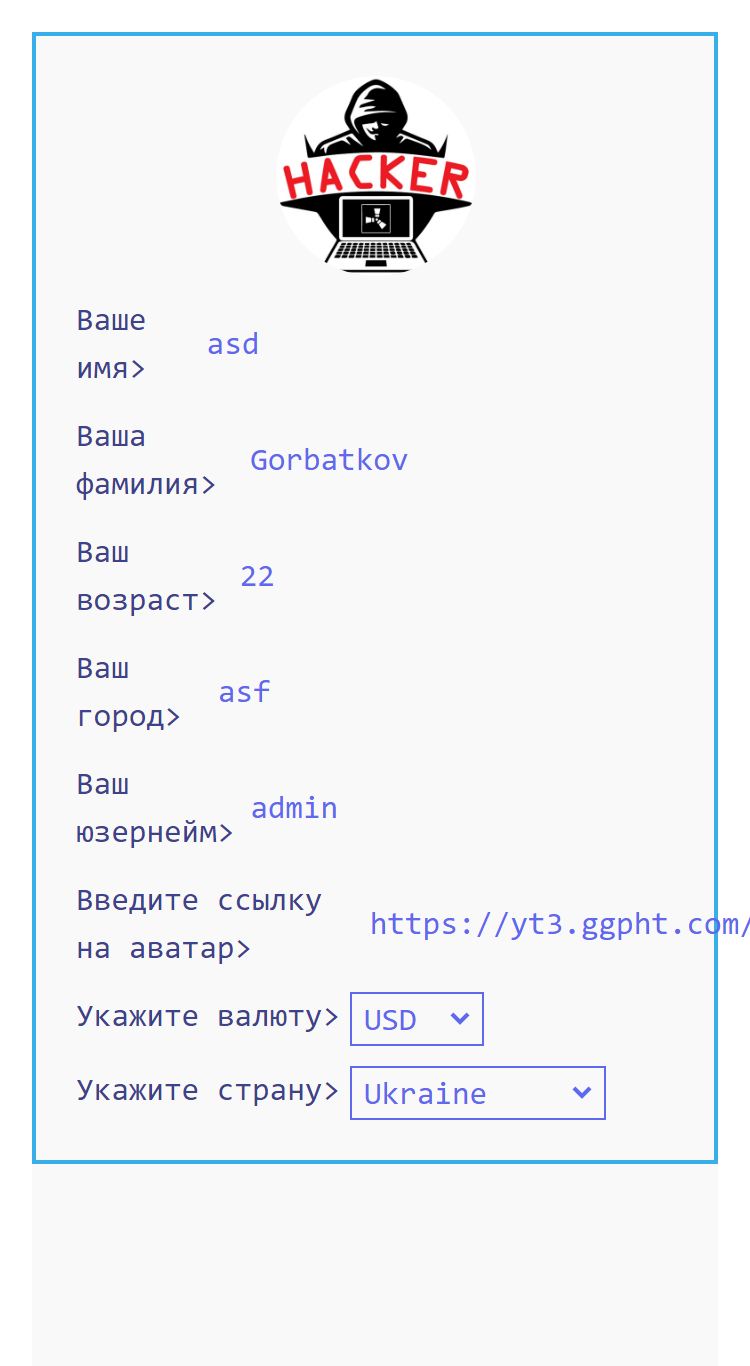 HACKER
Ваше
имя>
asd
Ваша
фамилия>
Gorbatkov
Ваш
возраст>
22
Ваш
город>
asf
Ваш
юзернейм>
admin
Введите ссылку
на аватар>
https://yt3.ggpht.com/
Укажите валюту> USD
Укажите страну> Ukraine